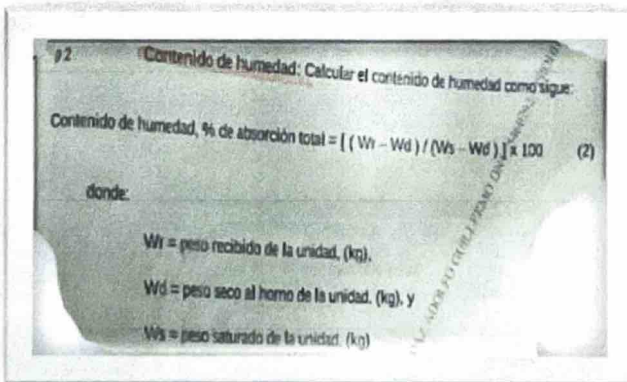 9.2 Contenido de humedad: Calcular el contenido de humedad como sigue:
Contenido de humedad, % de absorción total = [ ( Wr – Wd ) / (Ws – Wd ) ] x 100 (2)
donde:
Wr = peso recibido de la unidad, (kg),
Wd = peso seco al horno de la unidad, (kg), y
Ws = peso saturado de la unidad, (kg)